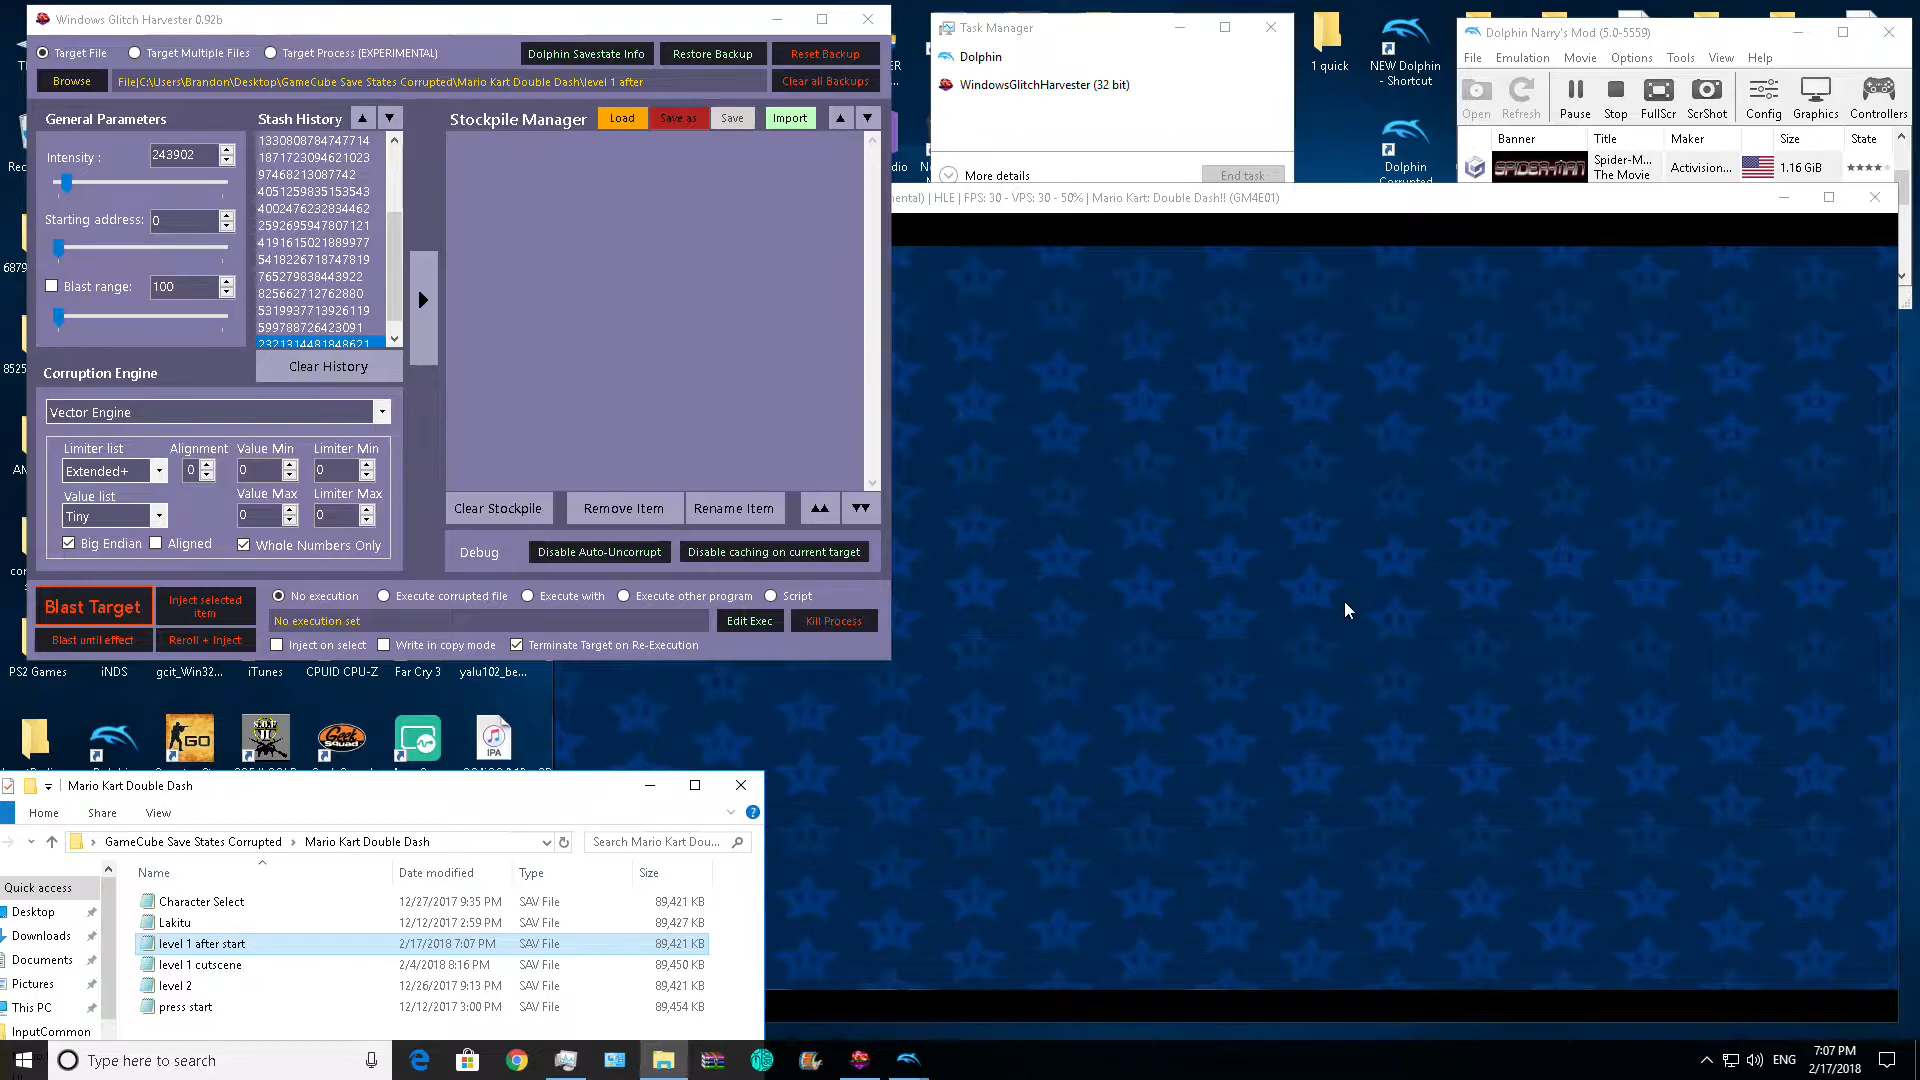 Windows Glitch Harvester 0.92b
Target File
Target Multiple Files
Target Process (EXPERIMENTAL)
Dolphin Savestate Info
Restore Backup
Reset Backup
Browse
File|C:\Users\Brandon\Desktop\GameCube Save States Corrupted\Mario Kart Double Dash\level 1 after
Clear all Backups
General Parameters
Intensity :
243902
Starting address:
0
Blast range:
100
Stash History
1330808784747714
1871723094621023
97468213087742
4051259835153543
4002476232834462
2592695947807121
4191615021889977
5418226718747819
765279838443922
825662712762880
5319937713926119
599788726423091
2321314481848621
Clear History
Stockpile Manager
Load
Save as
Save
Import
Clear Stockpile
Remove Item
Rename Item
Debug
Disable Auto-Uncorrupt
Disable caching on current target
Corruption Engine
Vector Engine
Limiter list
Alignment
Value Min
Limiter Min
Extended+
0
0
0
Value list
Value Max
Limiter Max
Tiny
0
0
Big Endian
Aligned
Whole Numbers Only
Blast Target
Inject selected item
Blast until effect
Reroll + Inject
No execution
Execute corrupted file
Execute with
Execute other program
Script
No execution set
Edit Exec
Kill Process
Inject on select
Write in copy mode
Terminate Target on Re-Execution
Task Manager
Dolphin
WindowsGlitchHarvester (32 bit)
More details
End task
1 quick
NEW Dolphin
- Shortcut
Dolphin
Corrupted
Dolphin Narry's Mod (5.0-5559)
File
Emulation
Movie
Options
Tools
View
Help
Open
Refresh
Pause
Stop
FullScr
ScrShot
Config
Graphics
Controllers
Banner
Title
Maker
Size
State
SPIDER-MAN
Spider-M...
The Movie
Activision...
1.16 GiB
ental) | HLE | FPS: 30 - VPS: 30 - 50% | Mario Kart: Double Dash!! (GM4E01)
PS2 Games
iNDS
gcit_Win32...
iTunes
CPUID CPU-Z
Far Cry 3
yalu102_be...
GO
Geek
Squad
IPA
Mario Kart Double Dash
Home
Share
View
GameCube Save States Corrupted
Mario Kart Double Dash
Search Mario Kart Dou...
Name
Date modified
Type
Size
Quick access
Desktop
Downloads
Documents
Pictures
This PC
InputCommon
Character Select
12/27/2017 9:35 PM
SAV File
89,421 KB
Lakitu
12/12/2017 2:59 PM
SAV File
89,427 KB
level 1 after start
2/17/2018 7:07 PM
SAV File
89,421 KB
level 1 cutscene
2/4/2018 8:16 PM
SAV File
89,450 KB
level 2
12/26/2017 9:13 PM
SAV File
89,421 KB
press start
12/12/2017 3:00 PM
SAV File
89,454 KB
Type here to search
ENG
7:07 PM
2/17/2018